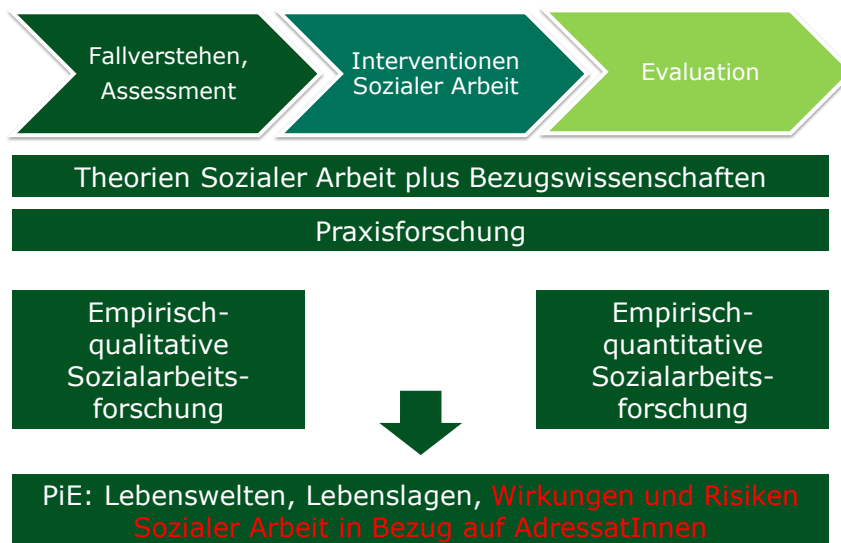 Fallverstehen,
Assessment
Interventionen
Sozialer Arbeit
Evaluation
Theorien Sozialer Arbeit plus Bezugswissenschaften
Praxisforschung
Empirisch-
qualitative
Sozialarbeits-
forschung
Empirisch-
quantitative
Sozialarbeits-
forschung
PiE: Lebenswelten, Lebenslagen, Wirkungen und Risiken
Sozialer Arbeit in Bezug auf AdressatInnen